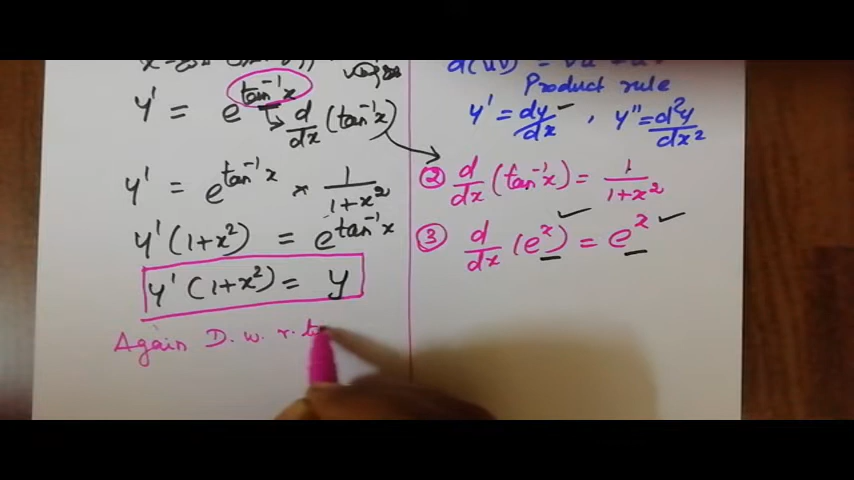 y' = e^tan⁻¹x d/dx (tan⁻¹x)
y' = e^tan⁻¹x × 1/1+x²
y'(1+x²) = e^tan⁻¹x
y'(1+x²) = y
Again D. w. r. t
Product rule
y' = dy/dx , y'' = d²y/dx²
② d/dx (tan⁻¹x) = 1/1+x²
③ d/dx (eˣ) = eˣ